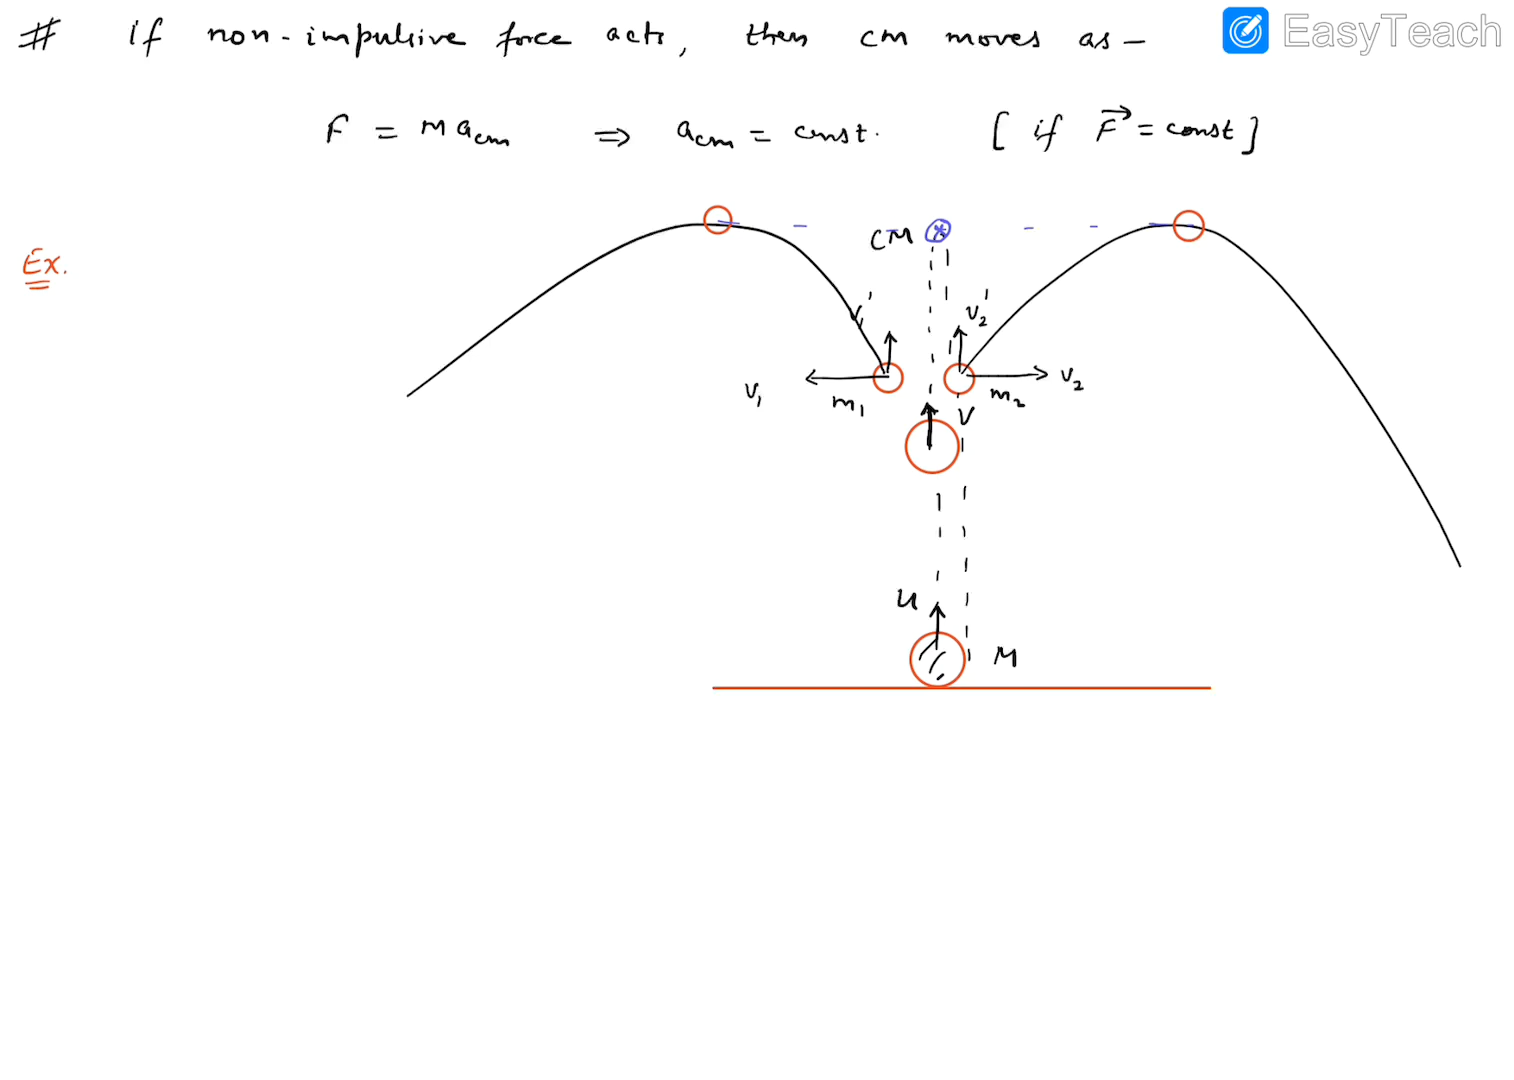 # if non-impulsive force acts, then CM moves as –
EasyTeach
F = M a_cm ⇒ a_cm = const. [ if F⃗ = const ]
Ex.
CM
v₁' v₂'
v₁ m₁ m₂ v₂
v
u
M